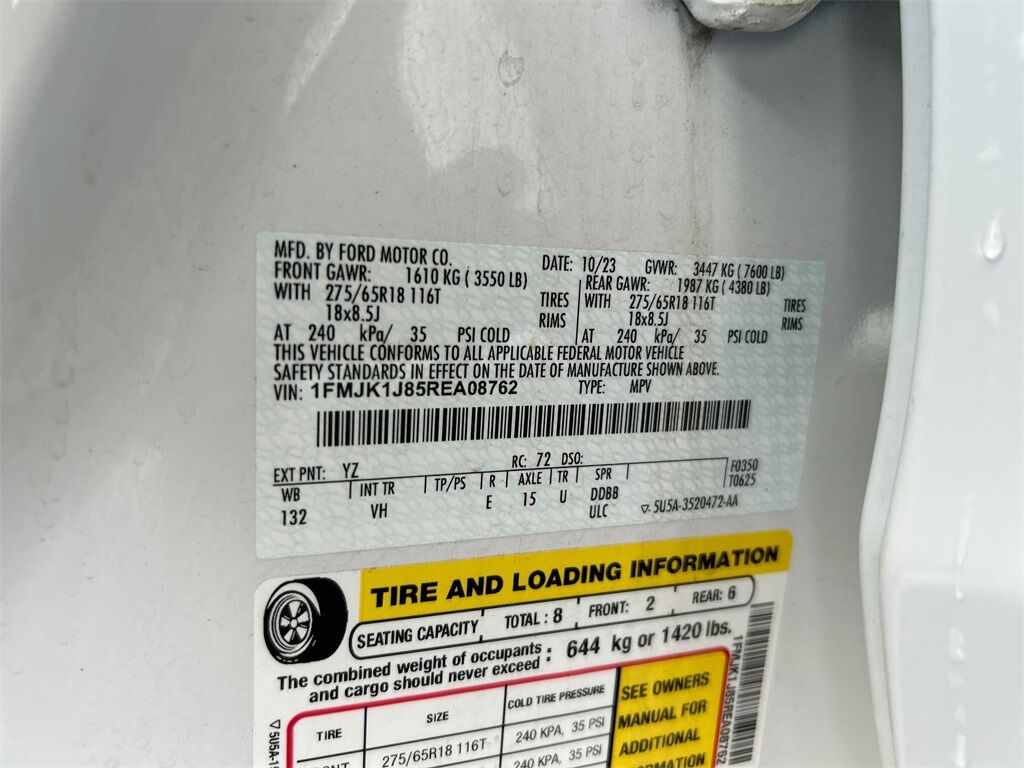 MFD. BY FORD MOTOR CO.
DATE: 10/23 GVWR: 3447 KG ( 7600 LB)
FRONT GAWR: 1610 KG ( 3550 LB)
REAR GAWR: 1987 KG ( 4380 LB)
WITH 275/65R18 116T TIRES
WITH 275/65R18 116T TIRES
18x8.5J RIMS
18x8.5J RIMS
AT 240 kPa/ 35 PSI COLD
AT 240 kPa/ 35 PSI COLD
THIS VEHICLE CONFORMS TO ALL APPLICABLE FEDERAL MOTOR VEHICLE
SAFETY STANDARDS IN EFFECT ON THE DATE OF MANUFACTURE SHOWN ABOVE.
VIN: 1FMJK1J85REA08762 TYPE: MPV
EXT PNT: YZ RC: 72 DSO:
WB INT TR TP/PS R AXLE TR SPR
132 VH E 15 U DDBB
ULC
F0350
T0625
5U5A-3520472-AA
TIRE AND LOADING INFORMATION
SEATING CAPACITY TOTAL : 8 FRONT: 2 REAR: 6
The combined weight of occupants
and cargo should never exceed : 644 kg or 1420 lbs.
TIRE SIZE COLD TIRE PRESSURE
275/65R18 116T 240 KPA, 35 PSI
240 KPA, 35 PSI
SEE OWNERS
MANUAL FOR
ADDITIONAL
1FMJK1J85REA08762